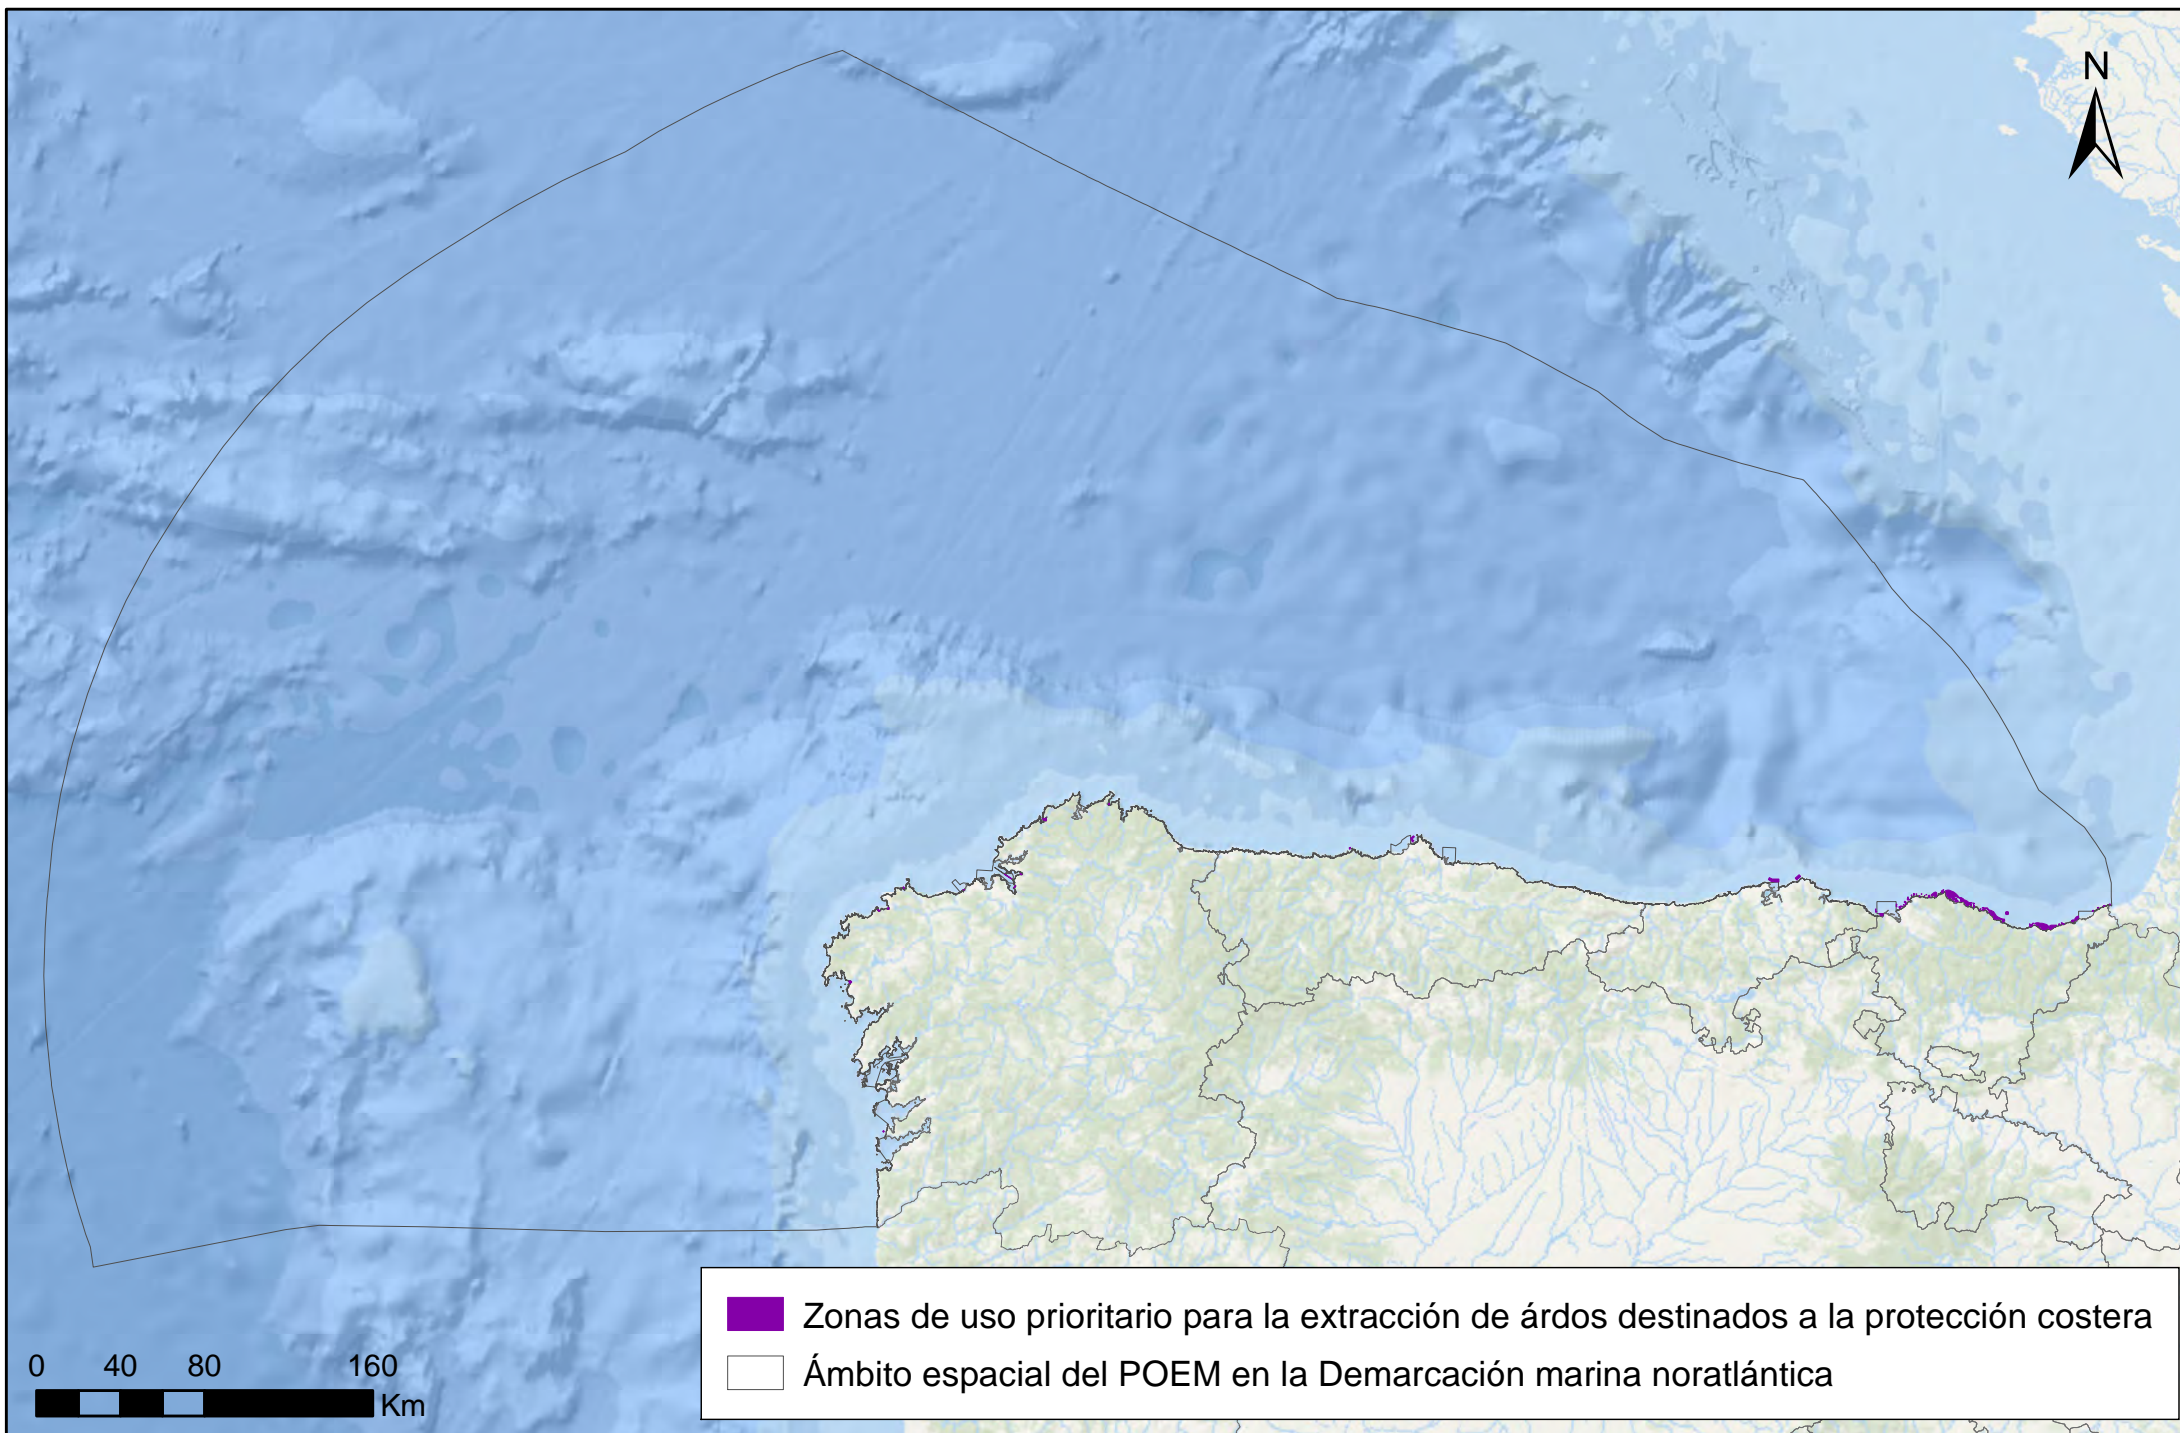 N
Zonas de uso prioritario para la extracción de árdos destinados a la protección costera
Ámbito espacial del POEM en la Demarcación marina noratlántica
0 40 80 160
Km